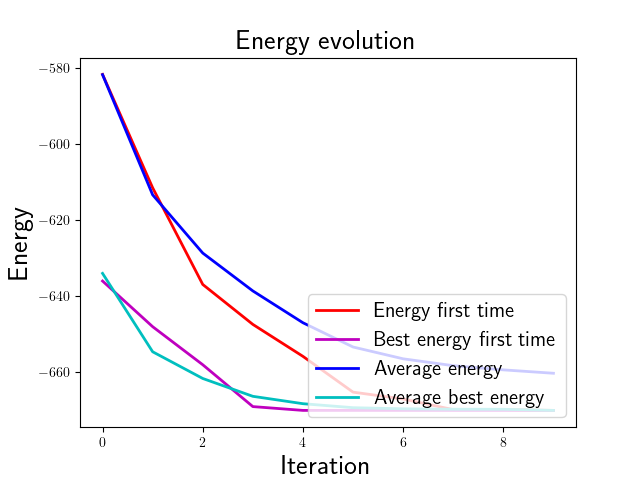 Energy evolution
−580
−600
−620
−640
−660
Energy
Energy first time
Best energy first time
Average energy
Average best energy
0 2 4 6 8
Iteration